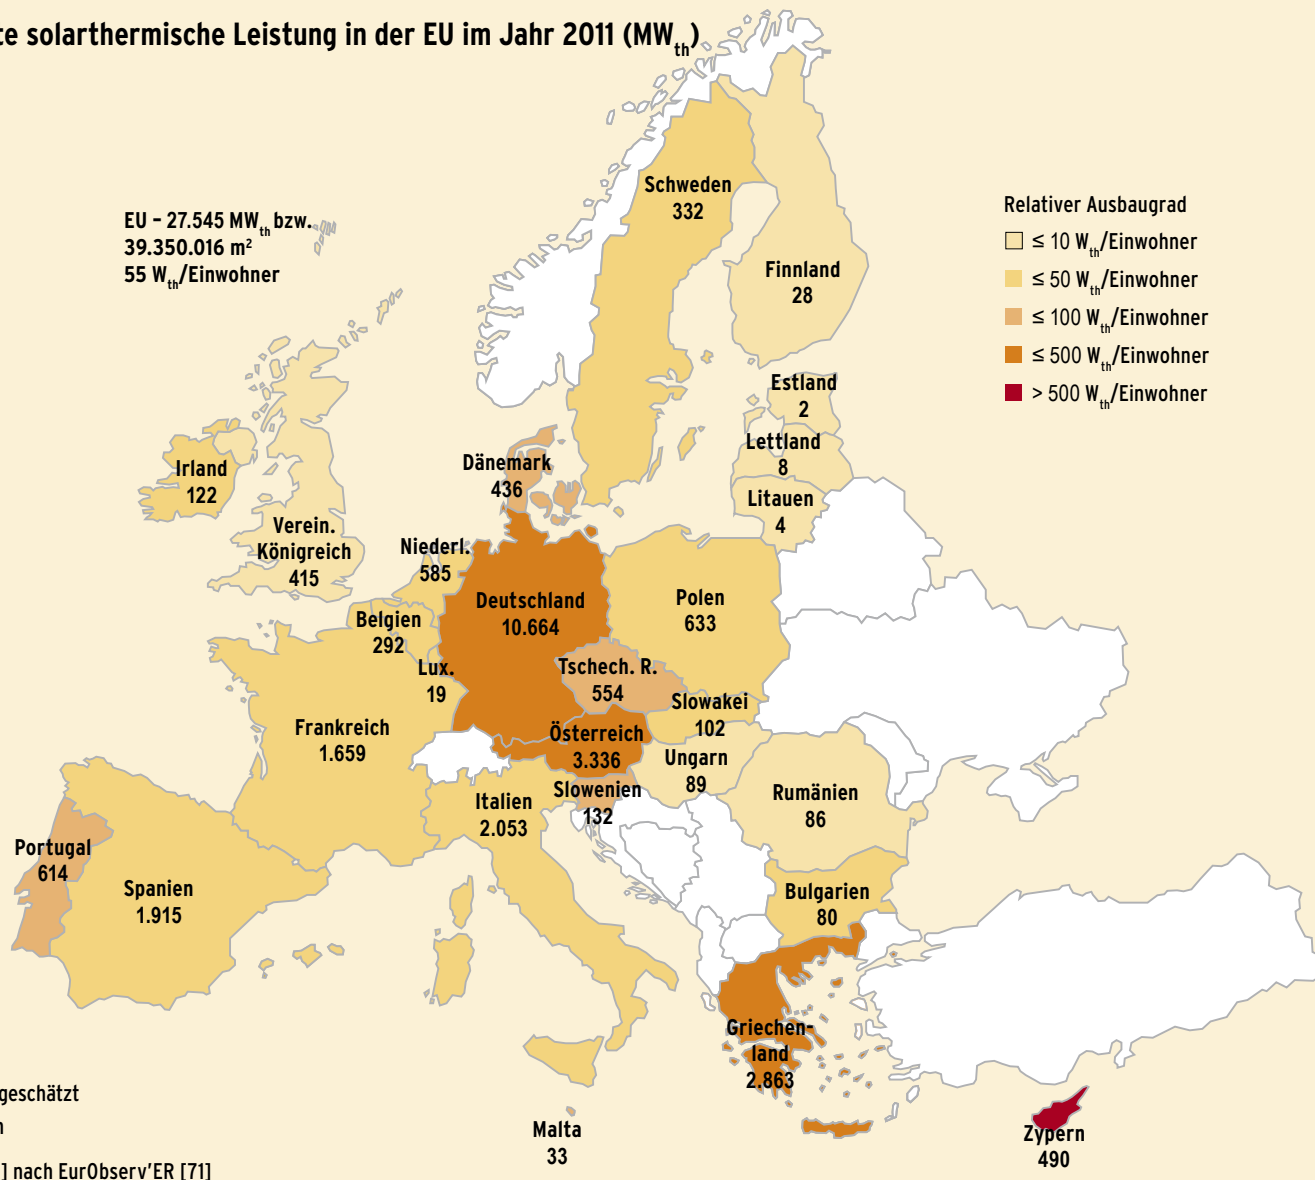 te solarthermische Leistung in der EU im Jahr 2011 (MWth)
EU – 27.545 MWth bzw.
39.350.016 m²
55 Wth/Einwohner
Relativer Ausbaugrad
≤ 10 Wth/Einwohner
≤ 50 Wth/Einwohner
≤ 100 Wth/Einwohner
≤ 500 Wth/Einwohner
> 500 Wth/Einwohner
Schweden
332
Finnland
28
Estland
2
Lettland
8
Litauen
4
Dänemark
436
Irland
122
Verein.
Königreich
415
Niederl.
585
Belgien
292
Lux.
19
Deutschland
10.664
Polen
633
Tschech. R.
554
Slowakei
102
Österreich
3.336
Ungarn
89
Slowenien
132
Frankreich
1.659
Italien
2.053
Rumänien
86
Portugal
614
Spanien
1.915
Bulgarien
80
Griechen-
land
2.863
Malta
33
Zypern
490
geschätzt
n
] nach EurObserv'ER [71]